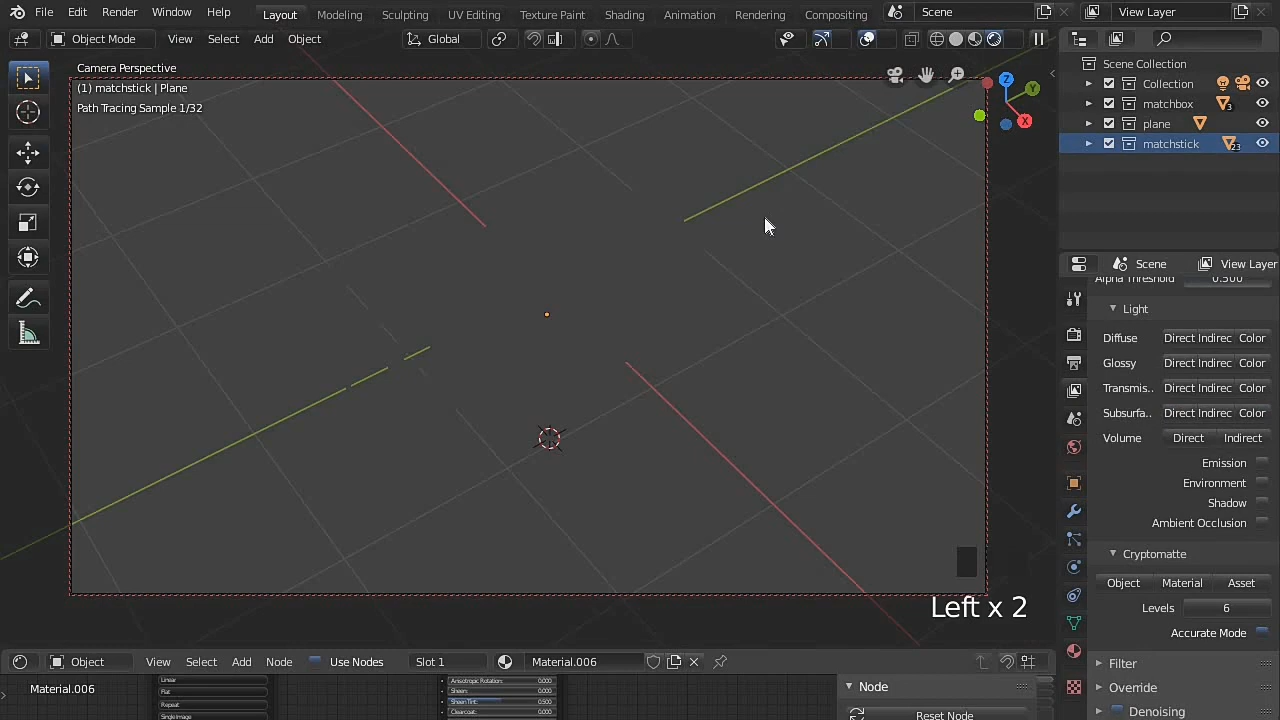 File Edit Render Window Help Layout Modeling Sculpting UV Editing Texture Paint Shading Animation Rendering Compositing Scene View Layer
Object Mode View Select Add Object Global
Camera Perspective
(1) matchstick | Plane
Path Tracing Sample 1/32
Z
Y
X
Scene Collection
Collection
matchbox 3
plane
matchstick 23
Scene View Layer
Alpha Threshold 0.500
Light
Diffuse Direct Indirec Color
Glossy Direct Indirec Color
Transmis.. Direct Indirec Color
Subsurfa.. Direct Indirec Color
Volume Direct Indirect
Emission
Environment
Shadow
Ambient Occlusion
Cryptomatte
Object Material Asset
Levels 6
Accurate Mode
Filter
Override
Denoising
Left x 2
Object View Select Add Node Use Nodes Slot 1 Material.006
Material.006
Linear
Flat
Repeat
Single Image
Anisotropic Rotation: 0.000
Sheen: 0.000
Sheen Tint: 0.500
Clearcoat: 0.000
Node
Reset Node